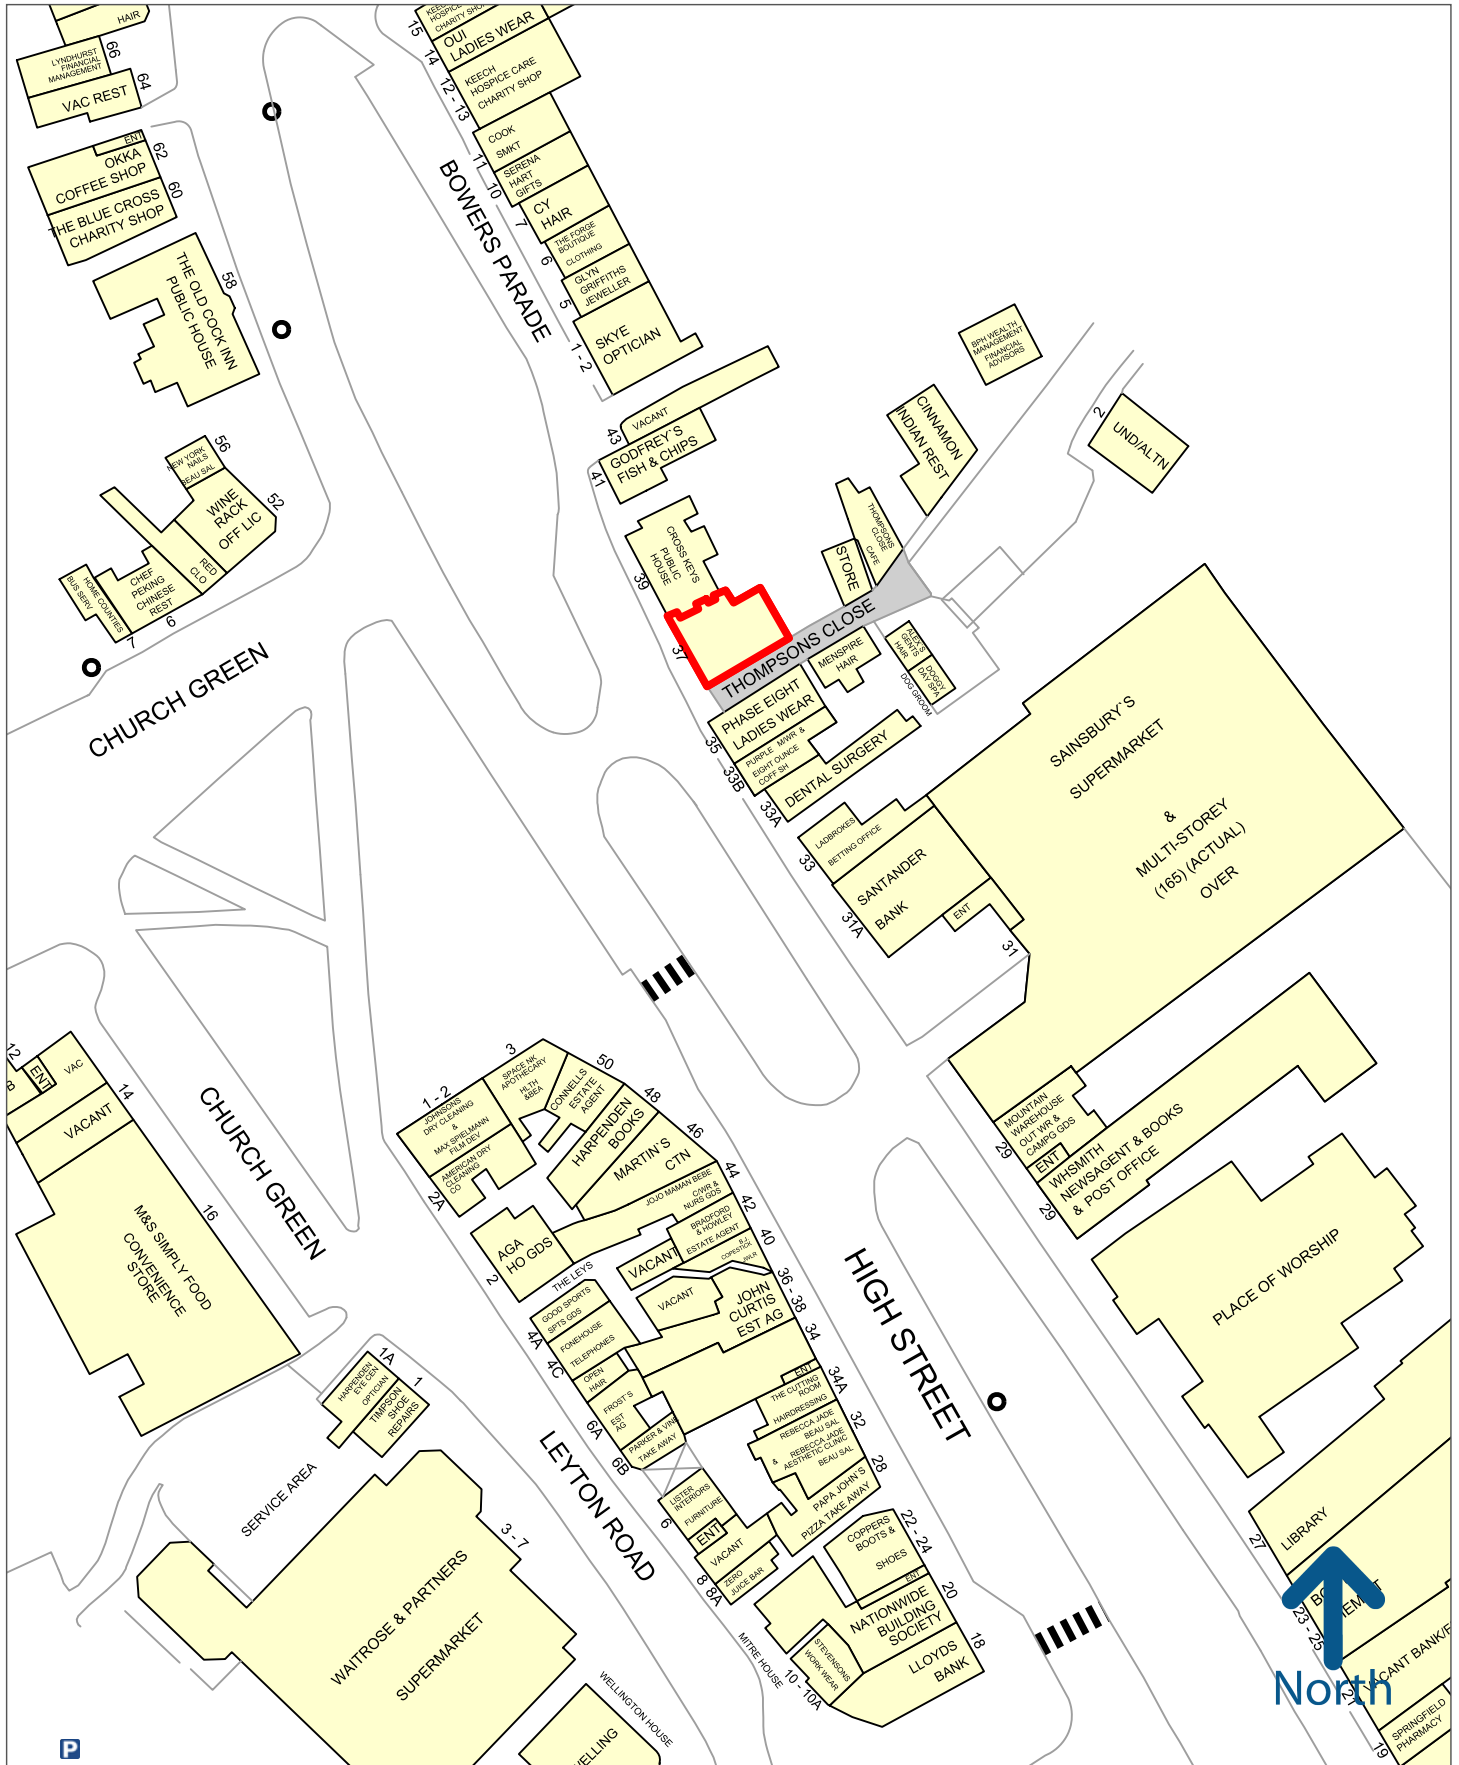 HAIR
66
LYNDHURST
FINANCIAL
MANAGEMENT
64
VAC REST
ENT
62
OKKA
COFFEE SHOP
60
THE BLUE CROSS
CHARITY SHOP
58
THE OLD COCK INN
PUBLIC HOUSE
56
NEW YORK
NAILS
BEAU SAL
52
WINE
RACK
OFF LIC
RED
CLO
CHEF
PEKING
CHINESE
REST
6
HOME COUNTIES
BUS SERV
7
CHURCH GREEN
15
HOSPICE
CHARITY SHOP
14
OUI
LADIES WEAR
12 - 13
KEECH
HOSPICE CARE
CHARITY SHOP
11
COOK
SMKT
10
SERENA
HART
GIFTS
7
CY
HAIR
6
THE FORGE
BOUTIQUE
CLOTHING
5
GLYN
GRIFFITHS
JEWELLER
1 - 2
SKYE
OPTICIAN
BOWERS PARADE
43
VACANT
41
GODFREY`S
FISH & CHIPS
39
CROSS KEYS
PUBLIC
HOUSE
37
THOMPSONS CLOSE
STORE
THOMPSONS
CLOSE
CAFE
CINNAMON
INDIAN REST
BPH WEALTH
MANAGEMENT
FINANCIAL
ADVISORS
2
UND/ALTN
MENSPIRE
HAIR
ALEX`S
GENTS
HAIR
DOGGY
DAY SPA
DOG GROOM
35
PHASE EIGHT
LADIES WEAR
33B
PURPLE M/WR &
EIGHT OUNCE
COFF SH
33A
DENTAL SURGERY
33
LADBROKES
BETTING OFFICE
31A
SANTANDER
BANK
ENT
31
SAINSBURY`S
SUPERMARKET
&
MULTI-STOREY
(165) (ACTUAL)
OVER
29
MOUNTAIN
WAREHOUSE
OUT WR &
CAMPG GDS
ENT
29
WHSMITH
NEWSAGENT & BOOKS
& POST OFFICE
PLACE OF WORSHIP
27
LIBRARY
23 - 25
21
VACANT BANK/F
19
SPRINGFIELD
PHARMACY
North
12
B
ENT
VAC
14
VACANT
16
M&S SIMPLY FOOD
CONVENIENCE
STORE
CHURCH GREEN
1 - 2
JOHNSONS
DRY CLEANING
&
MAX SPIELMANN
FILM DEV
2A
AMERICAN DRY
CLEANING
CO
3
SPACE NK
APOTHECARY
HLTH
&BEA
50
CONNELLS
ESTATE
AGENT
48
HARPENDEN
BOOKS
46
MARTIN`S
CTN
44
JOJO MAMAN BEBE
C/WR &
NURS GDS
42
BRADFORD
& HOWLEY
ESTATE AGENT
40
B J
COPESTICK
JWLR
36 - 38
VACANT
VACANT
JOHN
CURTIS
EST AG
34
2
AGA
HO GDS
THE LEYS
4A
GOOD SPORTS
SPTS GDS
4C
FONEHOUSE
TELEPHONES
OPEN
HAIR
6A
FROST`S
EST
AG
6B
PARKER & VINE
TAKE AWAY
ENT
34A
THE CUTTING
ROOM
HAIRDRESSING
32
REBECCA JADE
BEAU SAL
&
REBECCA JADE
AESTHETIC CLINIC
BEAU SAL
28
PAPA JOHN`S
PIZZA TAKE AWAY
6
LISTER
INTERIORS
FURNITURE
ENT
8
VACANT
8A
ZERO
JUICE BAR
22 - 24
COPPERS
BOOTS &
SHOES
ENT
20
NATIONWIDE
BUILDING
SOCIETY
18
LLOYDS
BANK
10 - 10A
STEVENSONS
WORK WEAR
MITRE HOUSE
HIGH STREET
LEYTON ROAD
1A
HARPENDEN
EYE CEN
OPTICIAN
1
TIMPSON
SHOE
REPAIRS
SERVICE AREA
3 - 7
WAITROSE & PARTNERS
SUPERMARKET
WELLINGTON HOUSE
P